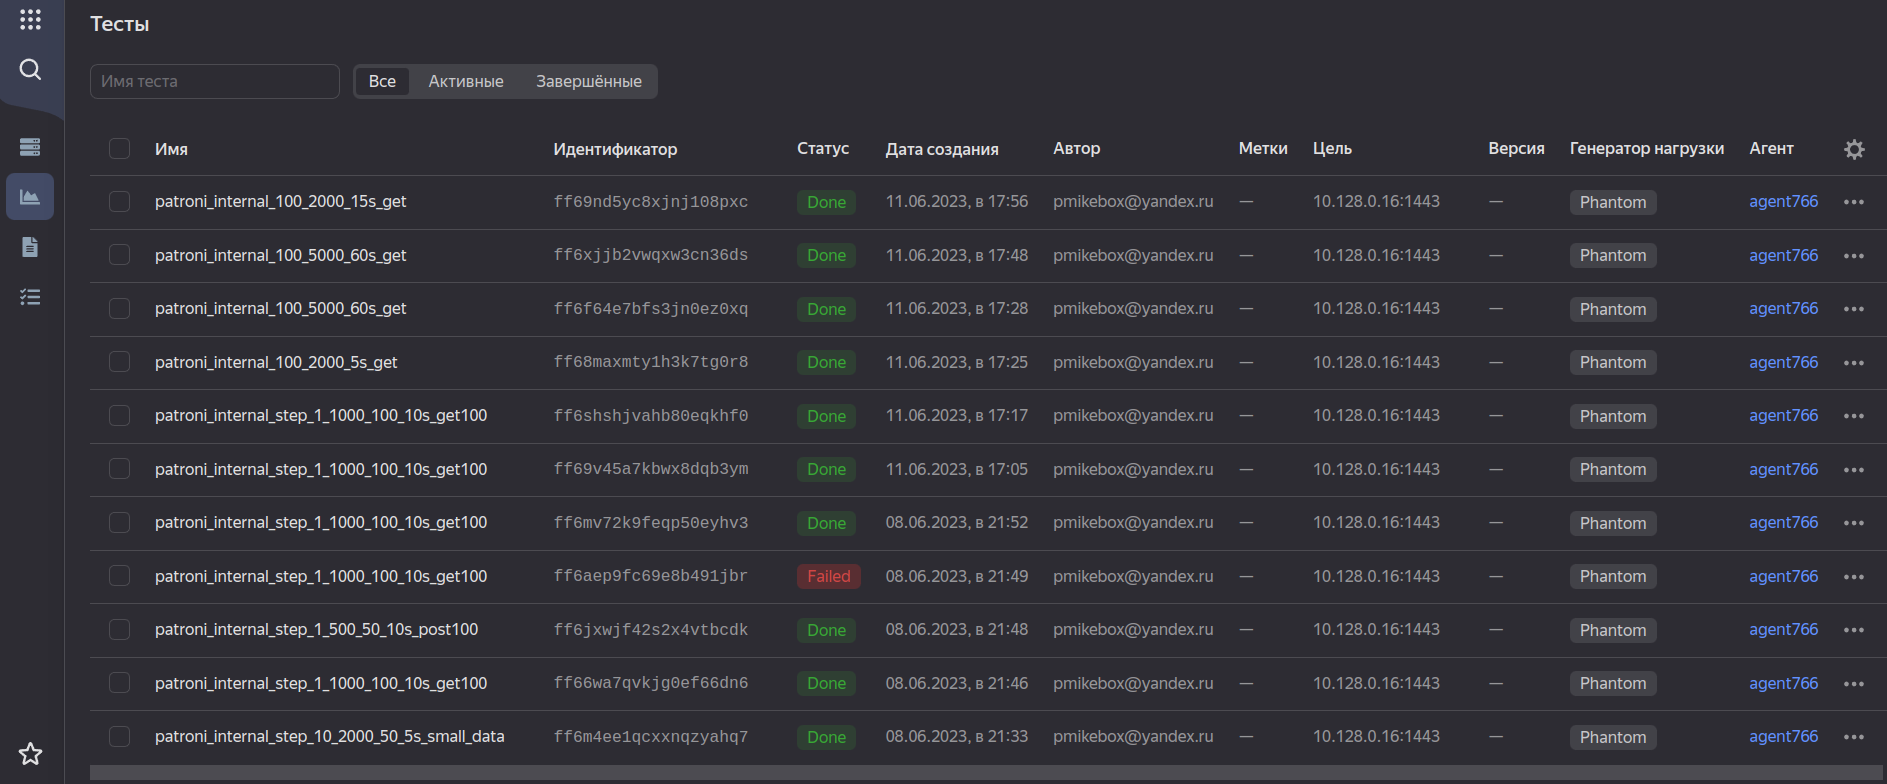 Тесты
Имя теста Все Активные Завершённые
Имя Идентификатор Статус Дата создания Автор Метки Цель Версия Генератор нагрузки Агент
patroni_internal_100_2000_15s_get ff69nd5yc8xjnj108pxc Done 11.06.2023, в 17:56 pmikebox@yandex.ru — 10.128.0.16:1443 — Phantom agent766
patroni_internal_100_5000_60s_get ff6xjjb2vwqxw3cn36ds Done 11.06.2023, в 17:48 pmikebox@yandex.ru — 10.128.0.16:1443 — Phantom agent766
patroni_internal_100_5000_60s_get ff6f64e7bfs3jn0ez0xq Done 11.06.2023, в 17:28 pmikebox@yandex.ru — 10.128.0.16:1443 — Phantom agent766
patroni_internal_100_2000_5s_get ff68maxmty1h3k7tg0r8 Done 11.06.2023, в 17:25 pmikebox@yandex.ru — 10.128.0.16:1443 — Phantom agent766
patroni_internal_step_1_1000_100_10s_get100 ff6shshjvahb80eqkhf0 Done 11.06.2023, в 17:17 pmikebox@yandex.ru — 10.128.0.16:1443 — Phantom agent766
patroni_internal_step_1_1000_100_10s_get100 ff69v45a7kbwx8dqb3ym Done 11.06.2023, в 17:05 pmikebox@yandex.ru — 10.128.0.16:1443 — Phantom agent766
patroni_internal_step_1_1000_100_10s_get100 ff6mv72k9feqp50eyhv3 Done 08.06.2023, в 21:52 pmikebox@yandex.ru — 10.128.0.16:1443 — Phantom agent766
patroni_internal_step_1_1000_100_10s_get100 ff6aep9fc69e8b491jbr Failed 08.06.2023, в 21:49 pmikebox@yandex.ru — 10.128.0.16:1443 — Phantom agent766
patroni_internal_step_1_500_50_10s_post100 ff6jxwjf42s2x4vtbcdk Done 08.06.2023, в 21:48 pmikebox@yandex.ru — 10.128.0.16:1443 — Phantom agent766
patroni_internal_step_1_1000_100_10s_get100 ff66wa7qvkjg0ef66dn6 Done 08.06.2023, в 21:46 pmikebox@yandex.ru — 10.128.0.16:1443 — Phantom agent766
patroni_internal_step_10_2000_50_5s_small_data ff6m4ee1qcxxnqzyahq7 Done 08.06.2023, в 21:33 pmikebox@yandex.ru — 10.128.0.16:1443 — Phantom agent766